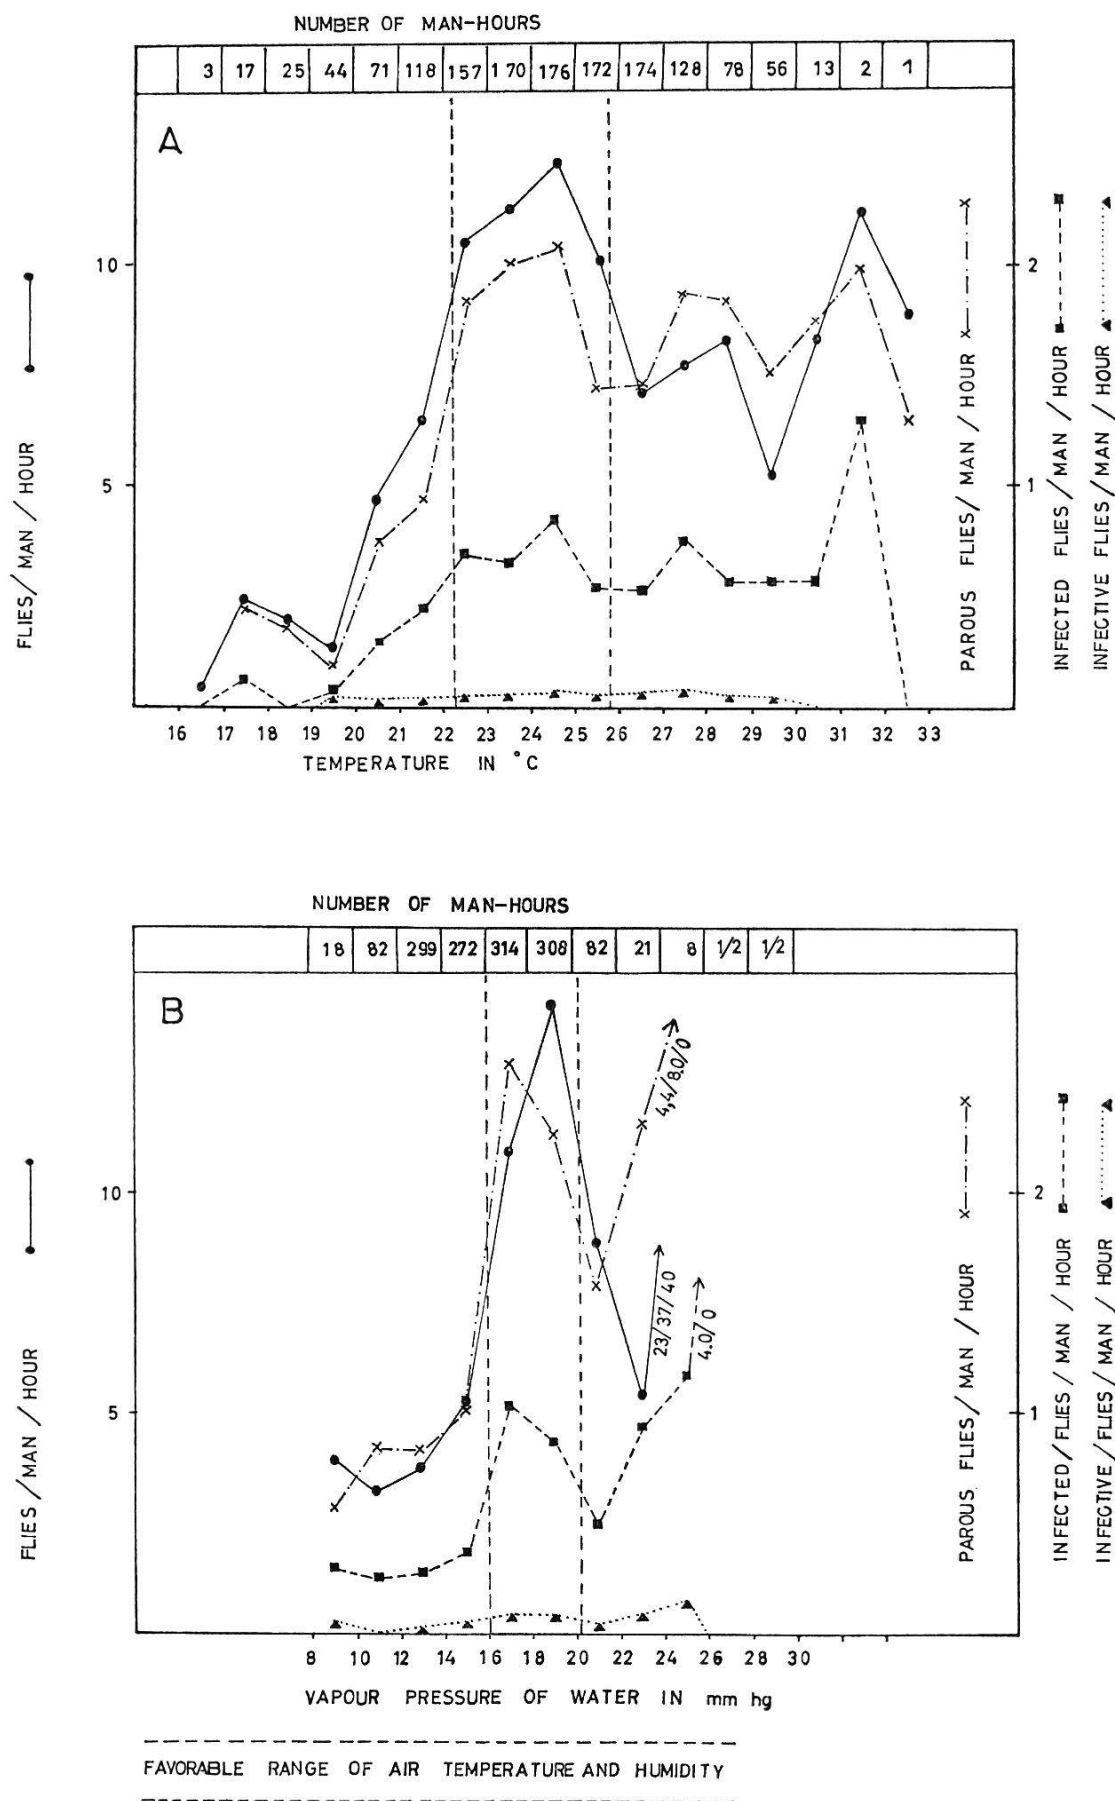 NUMBER OF MAN-HOURS
3 17 25 44 71 118 157 170 176 172 174 128 78 56 13 2 1
A
10
5
2
1
FLIES/ MAN / HOUR
PAROUS FLIES/ MAN / HOUR
INFECTED FLIES/ MAN / HOUR
INFECTIVE FLIES/ MAN / HOUR
16 17 18 19 20 21 22 23 24 25 26 27 28 29 30 31 32 33
TEMPERATURE IN °C
NUMBER OF MAN-HOURS
18 82 299 272 314 308 82 21 8 1/2 1/2
B
10
5
2
1
4,4/8.0/0
23/37/40
4.0/0
FLIES / MAN / HOUR
PAROUS FLIES/ MAN / HOUR
INFECTED/FLIES/ MAN / HOUR
INFECTIVE/FLIES/ MAN / HOUR
8 10 12 14 16 18 20 22 24 26 28 30
VAPOUR PRESSURE OF WATER IN mm hg
FAVORABLE RANGE OF AIR TEMPERATURE AND HUMIDITY